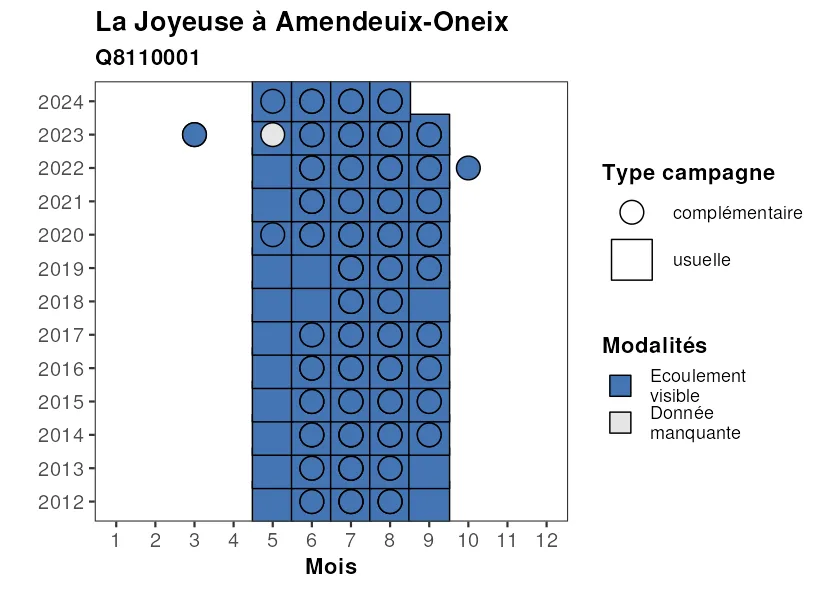 La Joyeuse à Amendeuix-Oneix
Q8110001
2024
2023
2022
2021
2020
2019
2018
2017
2016
2015
2014
2013
2012
1 2 3 4 5 6 7 8 9 10 11 12
Mois
Type campagne
complémentaire
usuelle
Modalités
Ecoulement
visible
Donnée
manquante